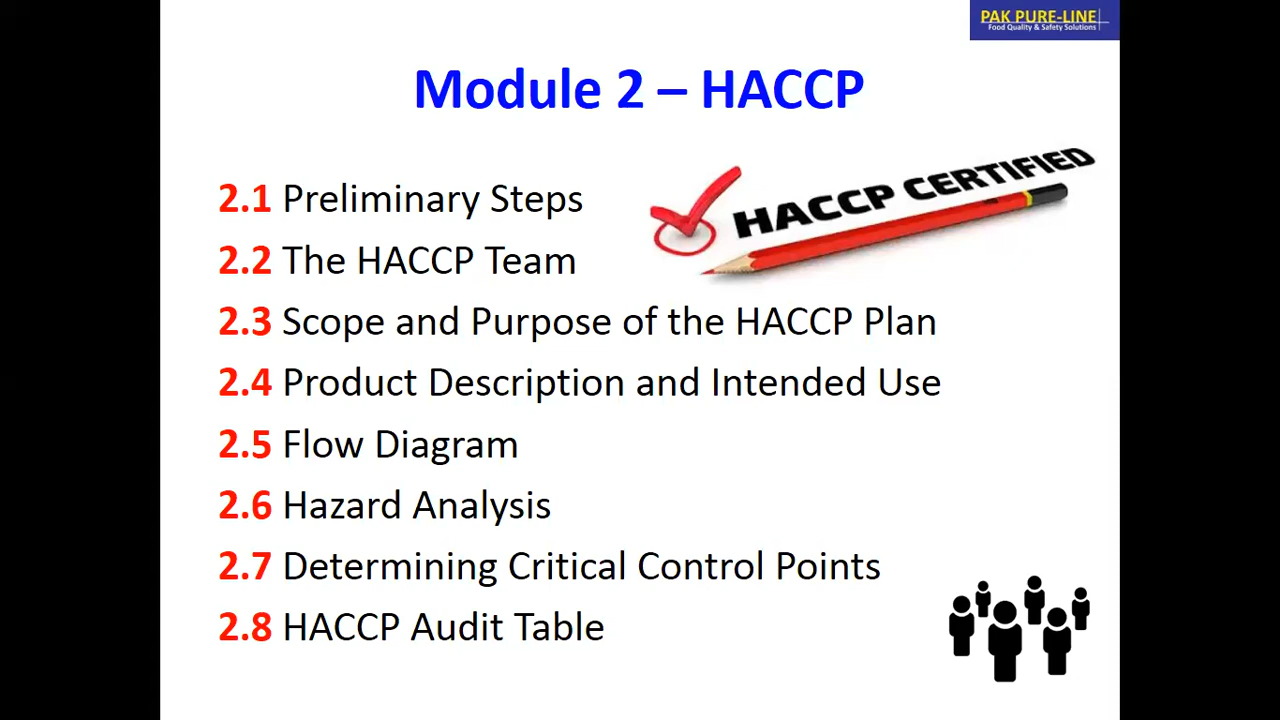 PAK PURE-LINE
Food Quality & Safety Solutions
Module 2 – HACCP
HACCP CERTIFIED
2.1 Preliminary Steps
2.2 The HACCP Team
2.3 Scope and Purpose of the HACCP Plan
2.4 Product Description and Intended Use
2.5 Flow Diagram
2.6 Hazard Analysis
2.7 Determining Critical Control Points
2.8 HACCP Audit Table